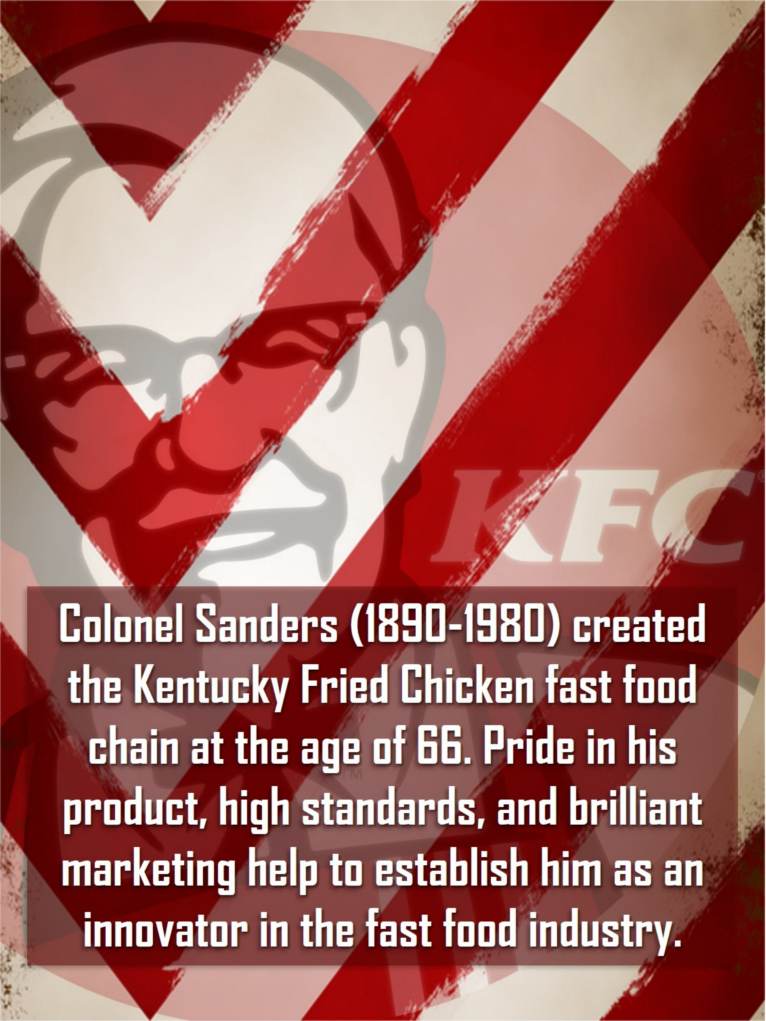 KFC
Colonel Sanders (1890-1980) created
the Kentucky Fried Chicken fast food
chain at the age of 66. Pride in his
product, high standards, and brilliant
marketing help to establish him as an
innovator in the fast food industry.